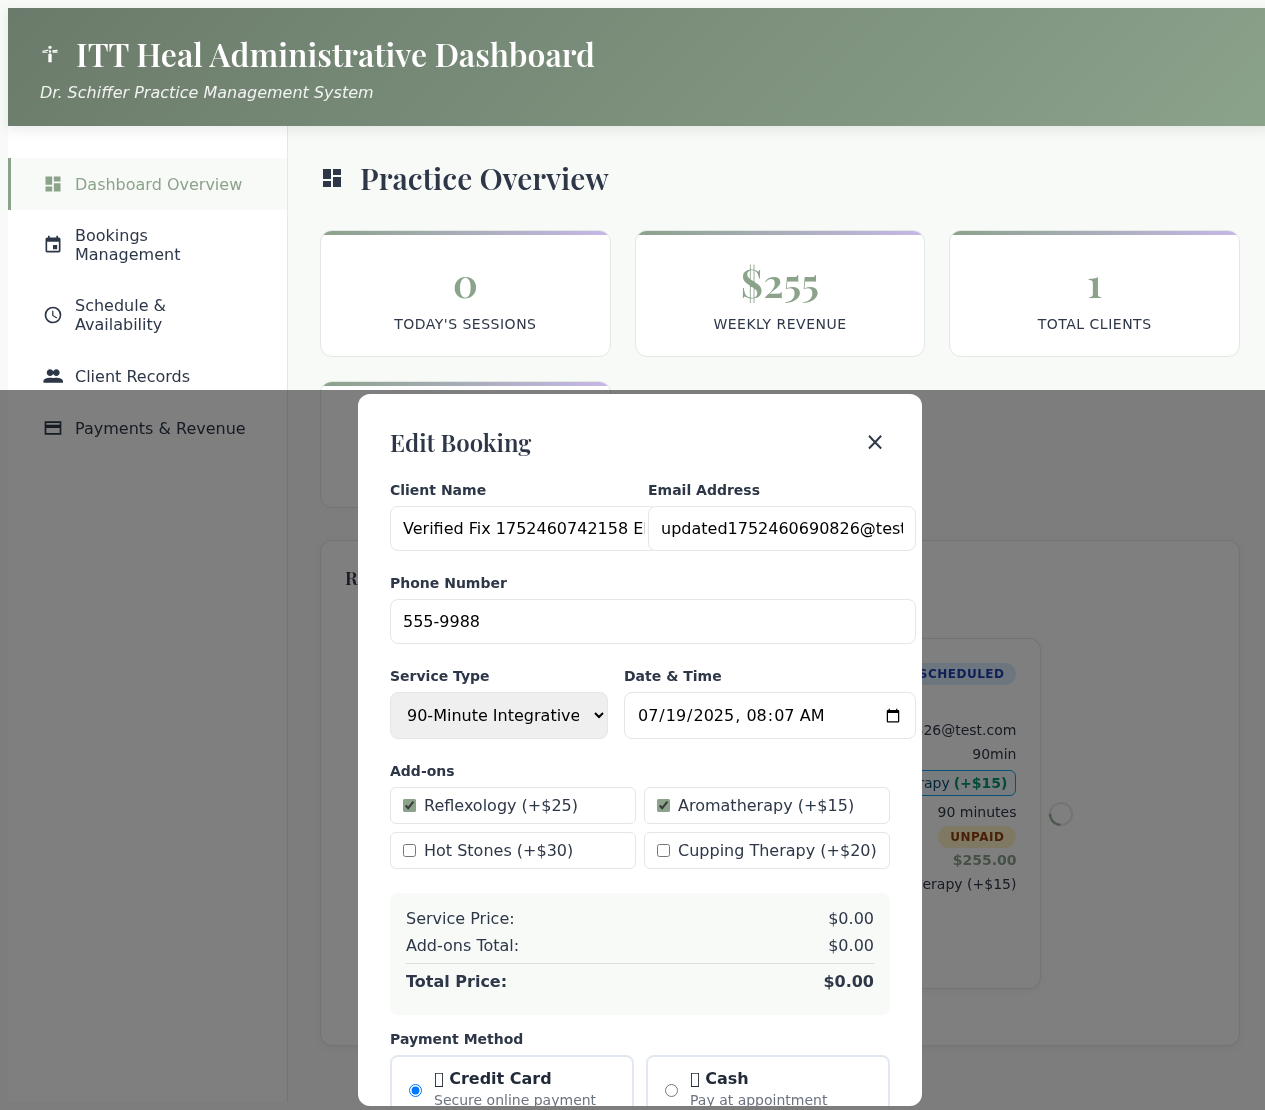 ITT Heal Administrative Dashboard
Dr. Schiffer Practice Management System
Dashboard Overview
Bookings
Management
Schedule &
Availability
Client Records
Payments & Revenue
Practice Overview
0
TODAY'S SESSIONS
$255
WEEKLY REVENUE
1
TOTAL CLIENTS
Edit Booking
Client Name
Email Address
Verified Fix 1752460742158
updated1752460690826@test
Phone Number
555-9988
Service Type
Date & Time
90-Minute Integrative
07/19/2025, 08:07 AM
Add-ons
Reflexology (+$25)
Aromatherapy (+$15)
Hot Stones (+$30)
Cupping Therapy (+$20)
Service Price:
$0.00
Add-ons Total:
$0.00
Total Price:
$0.00
Payment Method
Credit Card
Secure online payment
Cash
Pay at appointment
SCHEDULED
26@test.com
90min
rapy (+$15)
90 minutes
UNPAID
$255.00
erapy (+$15)